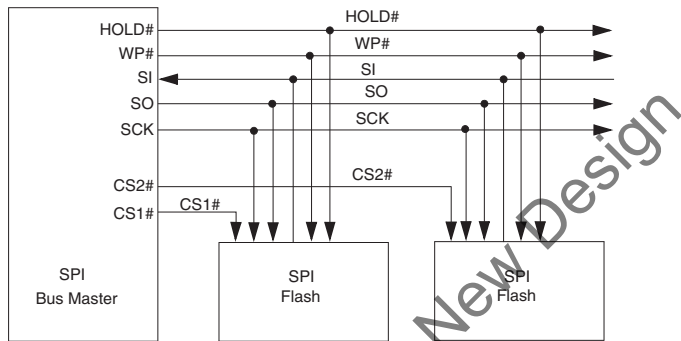 HOLD#
HOLD#
WP#
WP#
SI
SI
SO
SO
SCK
SCK
CS2#
CS2#
CS1#
CS1#
SPI
Bus Master
SPI
Flash
SPI
Flash
New Design